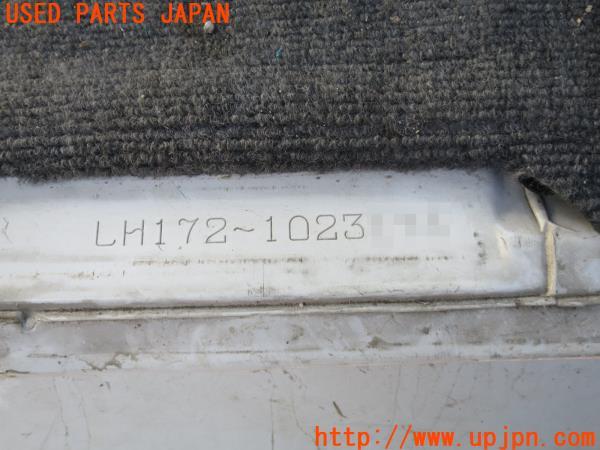 USED PARTS JAPAN
LH172~1023
http://www.upjpn.com